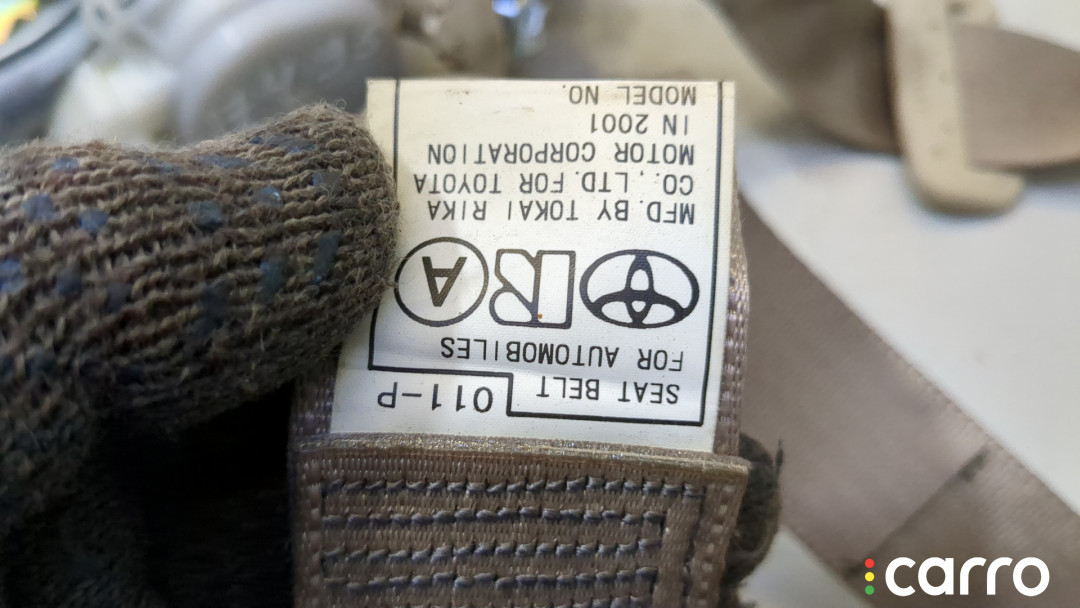 SEAT BELT 011-P
FOR AUTOMOBILES
A
MFD. BY TOKAI RIKA
CO., LTD. FOR TOYOTA
MOTOR CORPORATION
IN 2001
MODEL NO.
carro